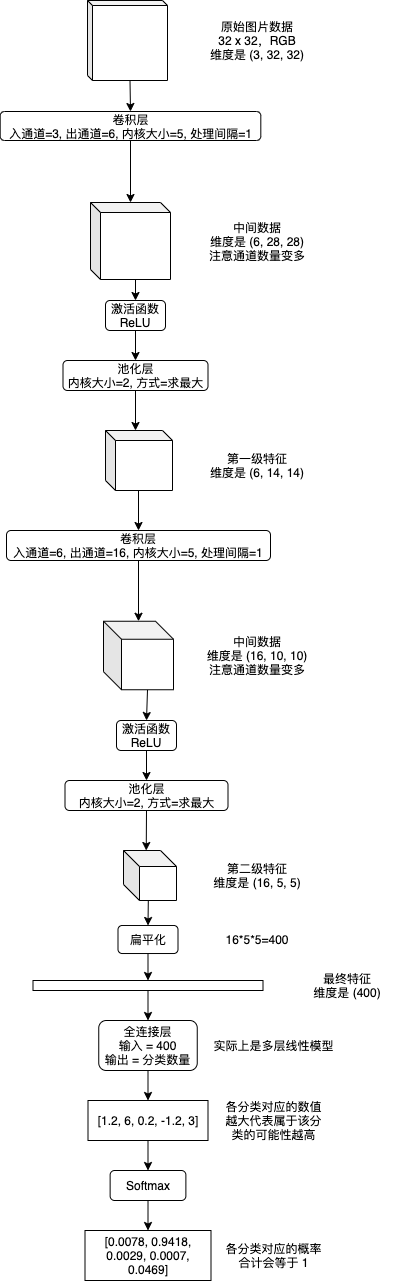 原始图片数据
32 x 32，RGB
维度是 (3, 32, 32)
卷积层
入通道=3, 出通道=6, 内核大小=5, 处理间隔=1
中间数据
维度是 (6, 28, 28)
注意通道数量变多
激活函数
ReLU
池化层
内核大小=2, 方式=求最大
第一级特征
维度是 (6, 14, 14)
卷积层
入通道=6, 出通道=16, 内核大小=5, 处理间隔=1
中间数据
维度是 (16, 10, 10)
注意通道数量变多
激活函数
ReLU
池化层
内核大小=2, 方式=求最大
第二级特征
维度是 (16, 5, 5)
扁平化
16*5*5=400
最终特征
维度是 (400)
全连接层
输入 = 400
输出 = 分类数量
实际上是多层线性模型
[1.2, 6, 0.2, -1.2, 3]
各分类对应的数值
越大代表属于该分
类的可能性越高
Softmax
[0.0078, 0.9418,
0.0029, 0.0007,
0.0469]
各分类对应的概率
合计会等于 1